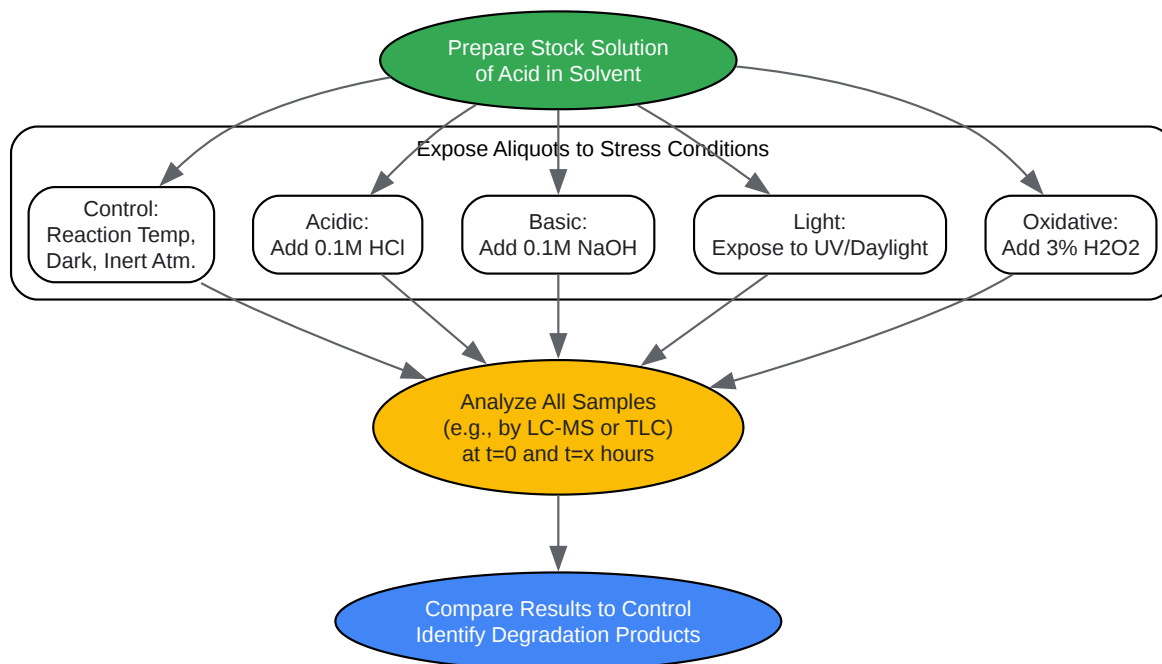 Prepare Stock Solution
of Acid in Solvent
Expose Aliquots to Stress Conditions
Control:
Reaction Temp,
Dark, Inert Atm.
Acidic:
Add 0.1M HCl
Basic:
Add 0.1M NaOH
Light:
Expose to UV/Daylight
Oxidative:
Add 3% H2O2
Analyze All Samples
(e.g., by LC-MS or TLC)
at t=0 and t=x hours
Compare Results to Control
Identify Degradation Products